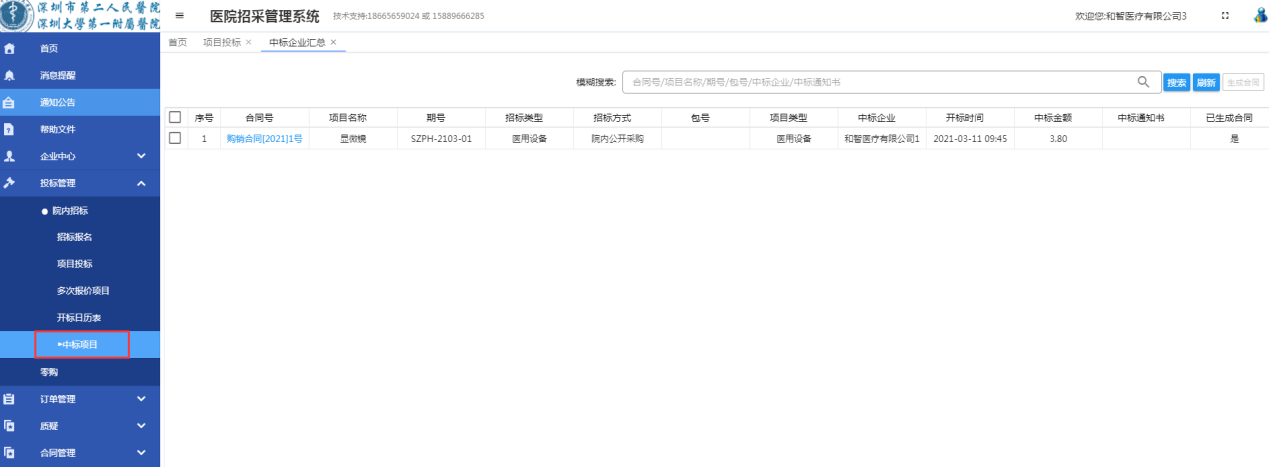 深圳市第二人民醫院
深圳大學第一附屬醫院
医院招采管理系统 技术支持:18665659024 或 15889666285 欢迎您:和智医疗有限公司3
首页 项目投标 × 中标企业汇总 ×
首页
消息提醒
通知公告
帮助文件
企业中心
投标管理
院内招标
招标报名
项目投标
多次报价项目
开标日历表
中标项目
零购
订单管理
质疑
合同管理
模糊搜索: 合同号/项目名称/期号/包号/中标企业/中标通知书 搜索 刷新 生成合同
序号 合同号 项目名称 期号 招标类型 招标方式 包号 项目类型 中标企业 开标时间 中标金额 中标通知书 已生成合同
1 购销合同[2021]1号 显微镜 SZPH-2103-01 医用设备 院内公开采购 医用设备 和智医疗有限公司1 2021-03-11 09:45 3.80 是